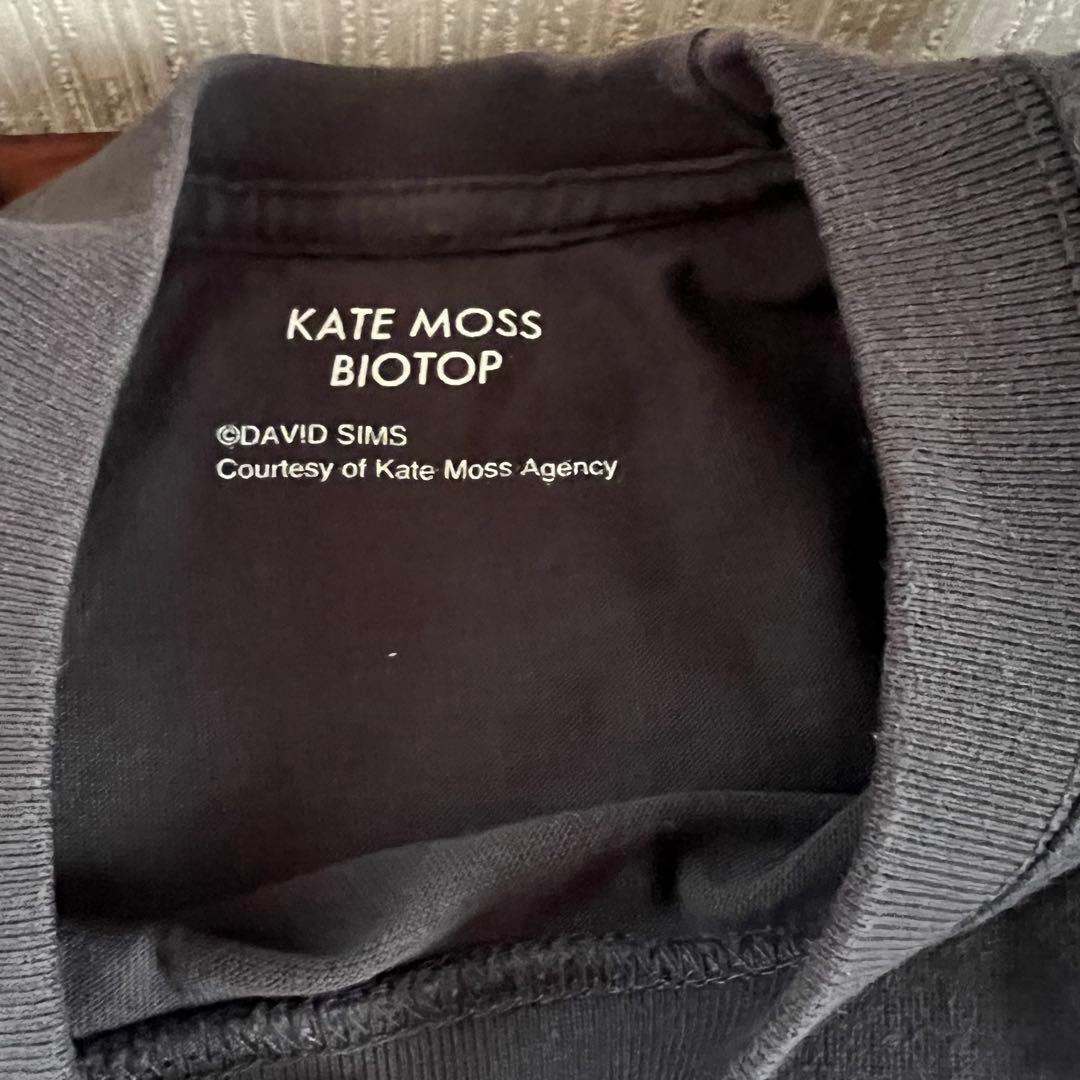 KATE MOSS
BIOTOP
©DAVID SIMS
Courtesy of Kate Moss Agency